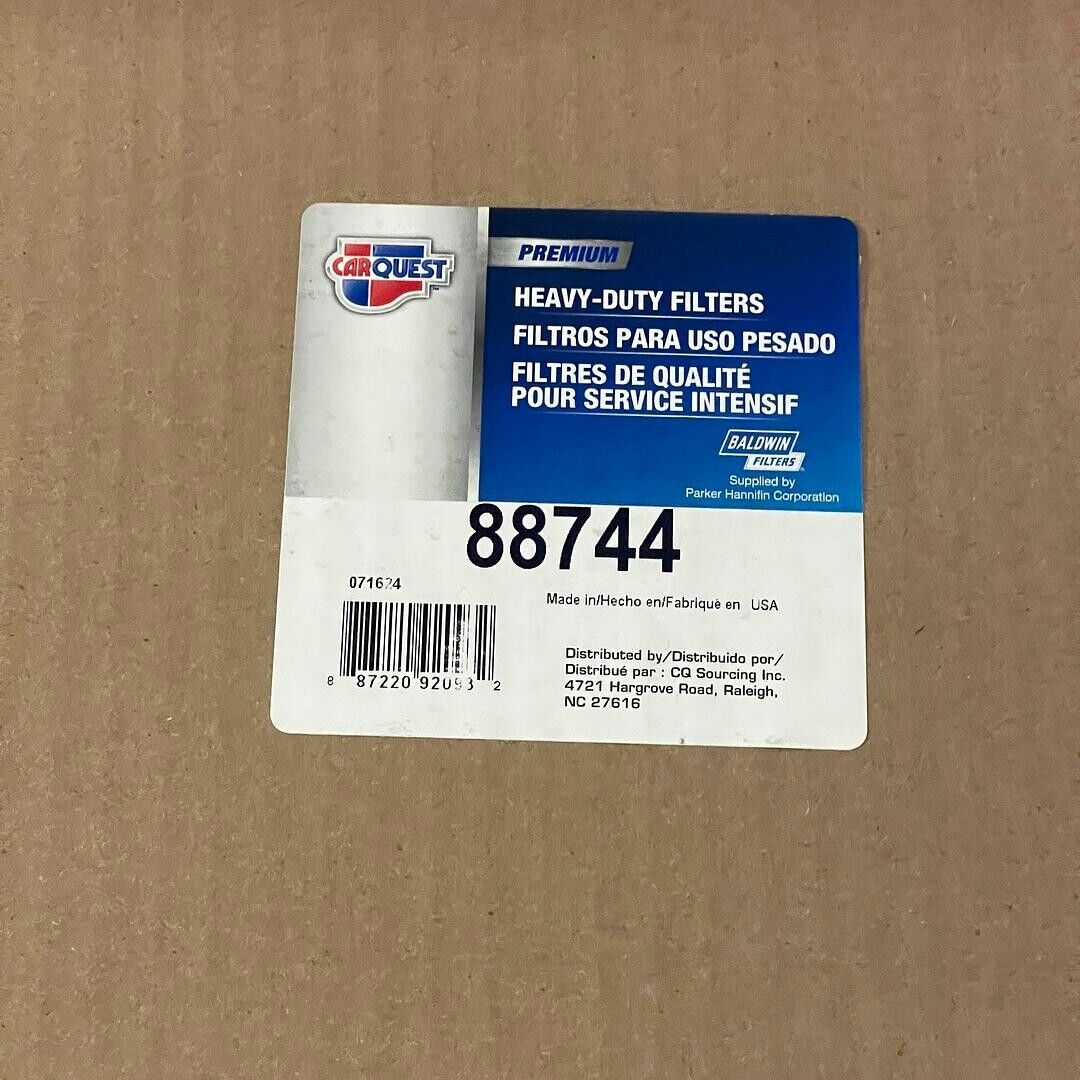 CARQUEST
PREMIUM
HEAVY-DUTY FILTERS
FILTROS PARA USO PESADO
FILTRES DE QUALITÉ
POUR SERVICE INTENSIF
BALDWIN
FILTERS
Supplied by
Parker Hannifin Corporation
88744
071624
Made in/Hecho en/Fabriqué en USA
8 87220 92093 2
Distributed by/Distribuido por/
Distribué par : CQ Sourcing Inc.
4721 Hargrove Road, Raleigh,
NC 27616